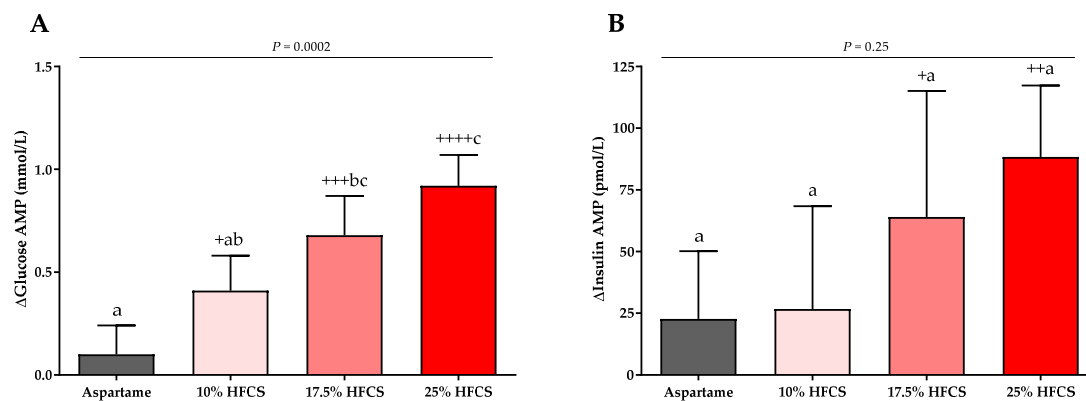 A
P = 0.0002
ΔGlucose AMP (mmol/L)
1.5
1.0
0.5
0.0
a
+ab
+++bc
++++c
Aspartame
10% HFCS
17.5% HFCS
25% HFCS
B
P = 0.25
ΔInsulin AMP (pmol/L)
125
100
75
50
25
0
a
a
+a
++a
Aspartame
10% HFCS
17.5% HFCS
25% HFCS